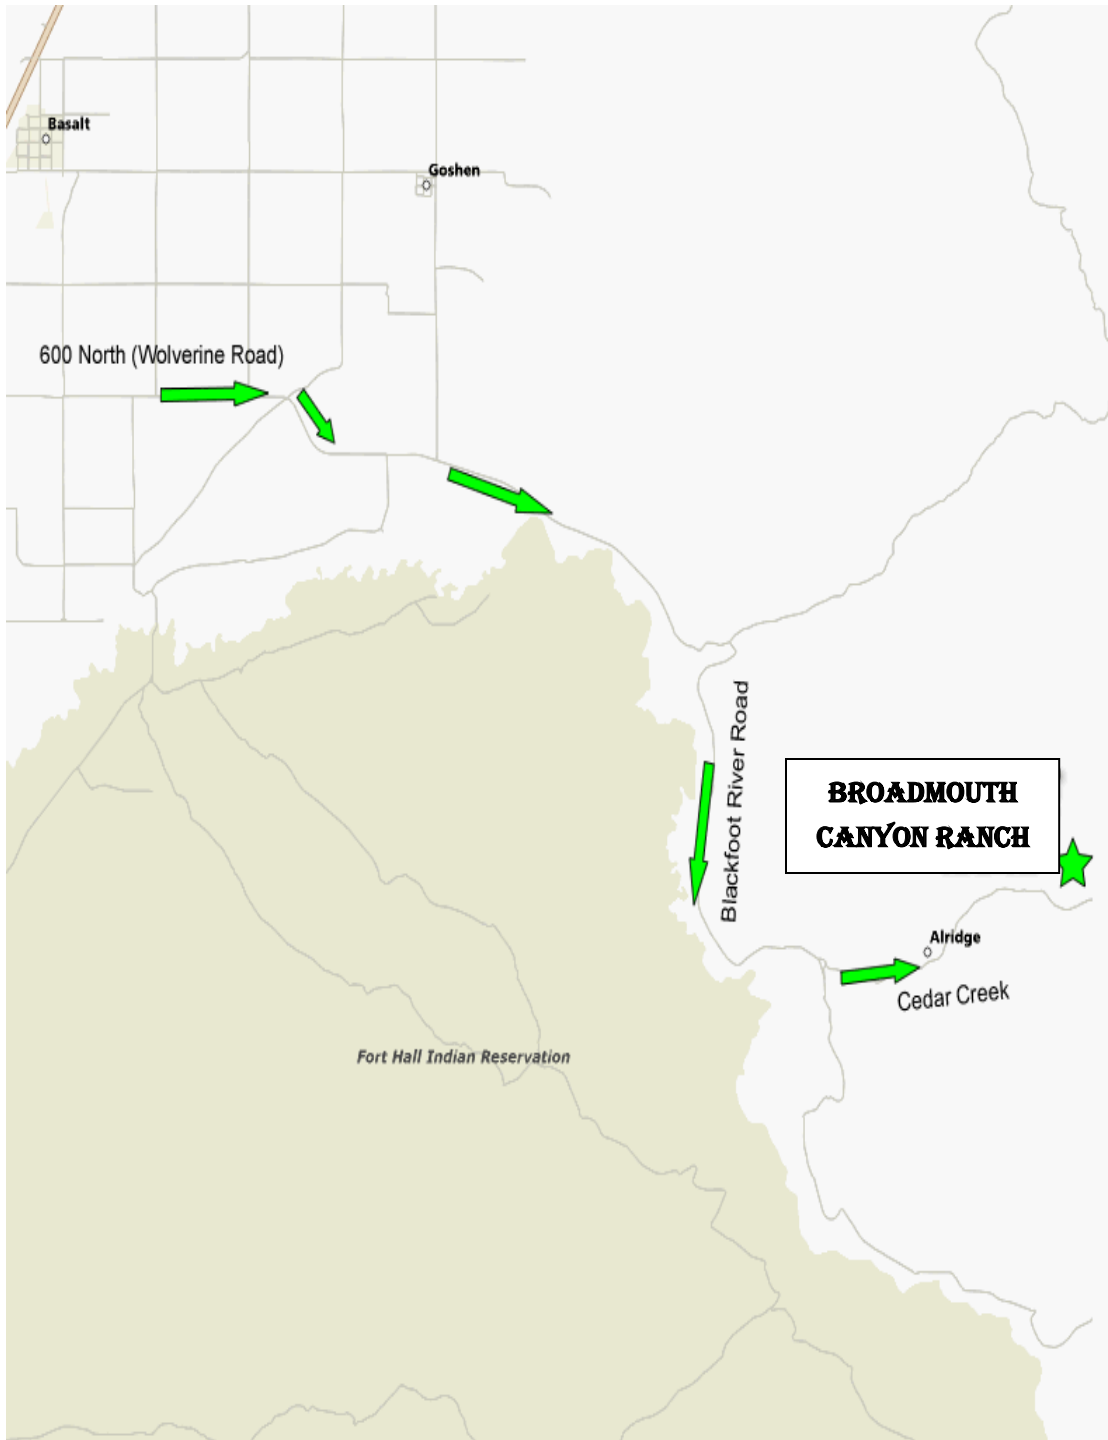 Basalt
Goshen
600 North (Wolverine Road)
Blackfoot River Road
BROADMOUTH
CANYON RANCH
Alridge
Cedar Creek
Fort Hall Indian Reservation